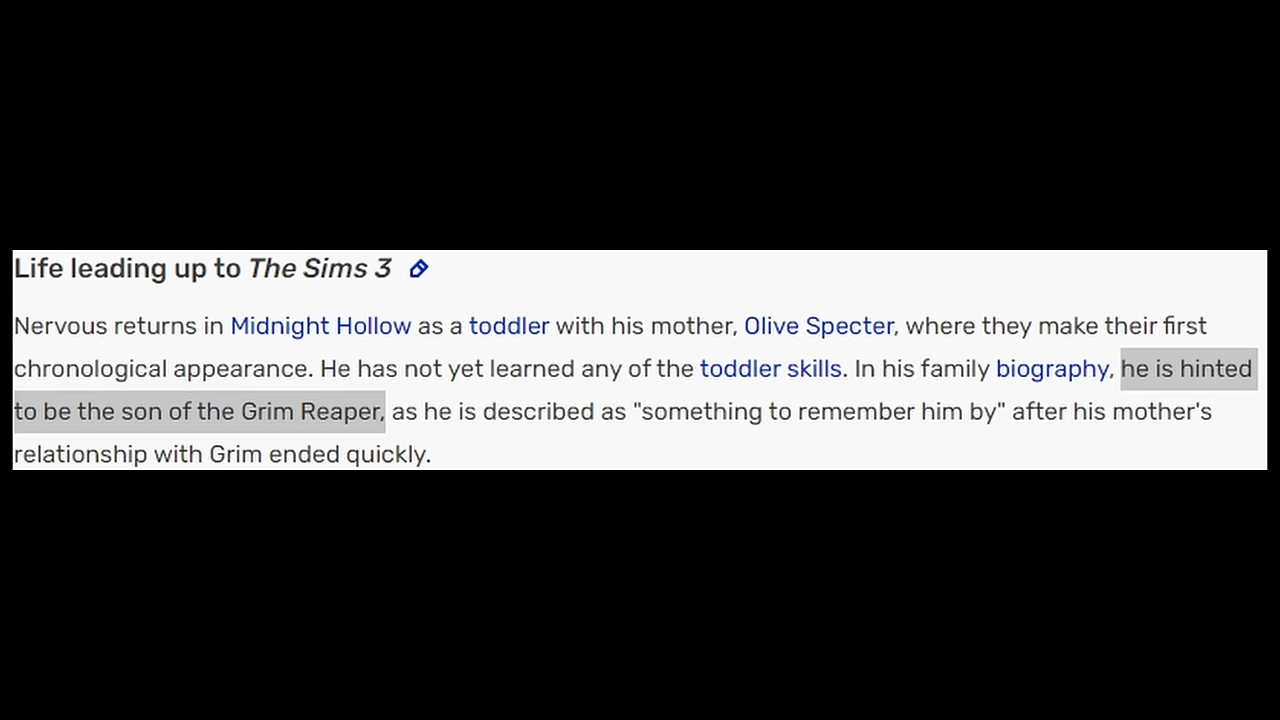 Life leading up to The Sims 3
Nervous returns in Midnight Hollow as a toddler with his mother, Olive Specter, where they make their first
chronological appearance. He has not yet learned any of the toddler skills. In his family biography, he is hinted
to be the son of the Grim Reaper, as he is described as "something to remember him by" after his mother's
relationship with Grim ended quickly.